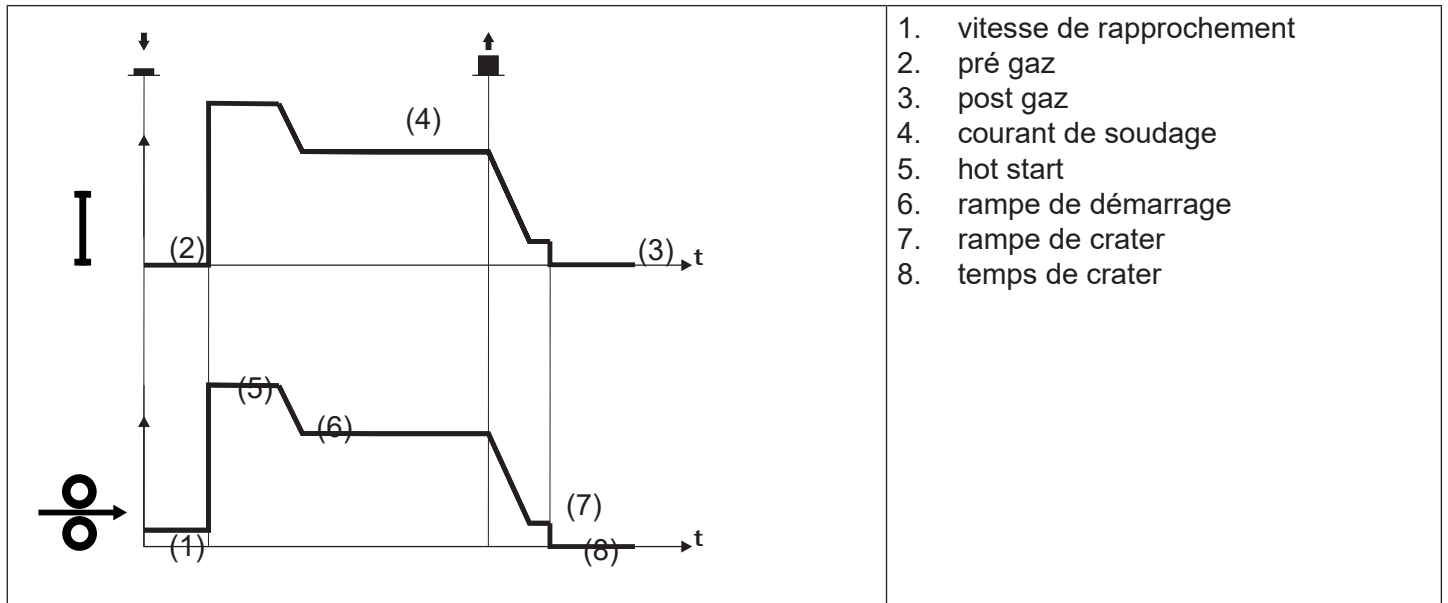 (4)
I
(2)
(3)
t
(5)
(6)
(7)
(1)
(8)
t
1. vitesse de rapprochement
2. pré gaz
3. post gaz
4. courant de soudage
5. hot start
6. rampe de démarrage
7. rampe de crater
8. temps de crater